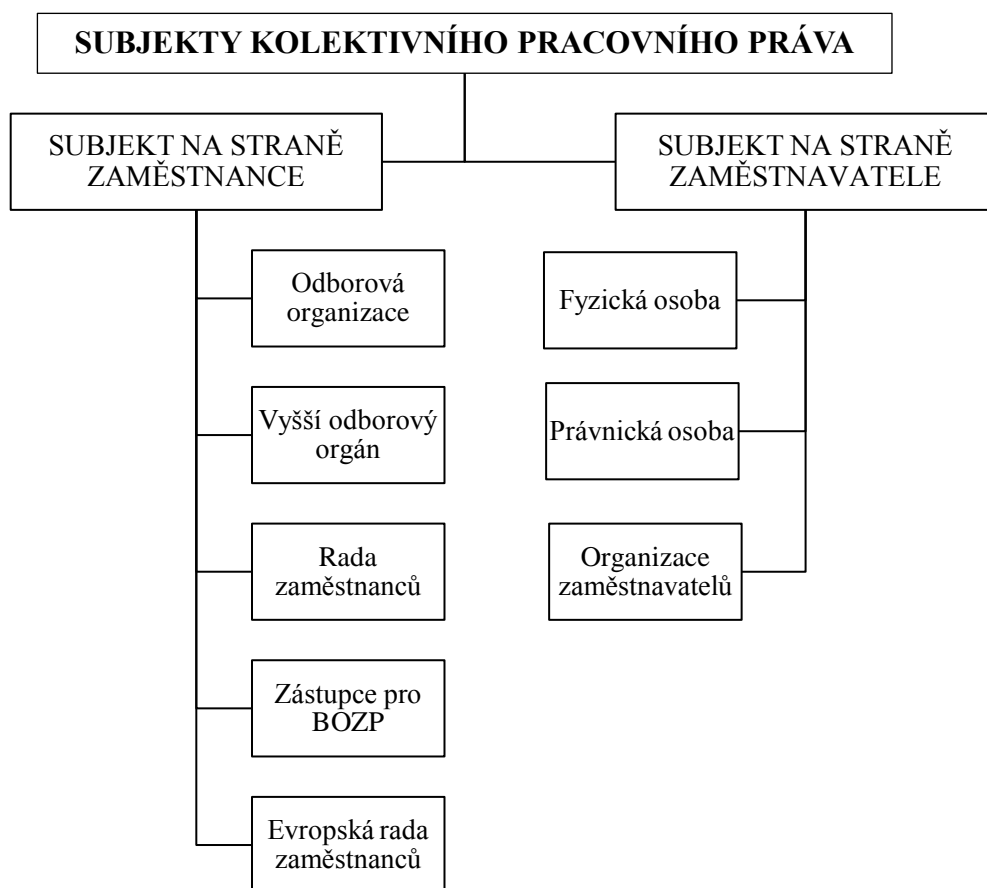 SUBJEKTY KOLEKTIVNÍHO PRACOVNÍHO PRÁVA
SUBJEKT NA STRANĚ
ZAMĚSTNANCE
Odborová
organizace
Vyšší odborový
orgán
Rada
zaměstnanců
Zástupce pro
BOZP
Evropská rada
zaměstnanců
SUBJEKT NA STRANĚ
ZAMĚSTNAVATELE
Fyzická osoba
Právnická osoba
Organizace
zaměstnavatelů